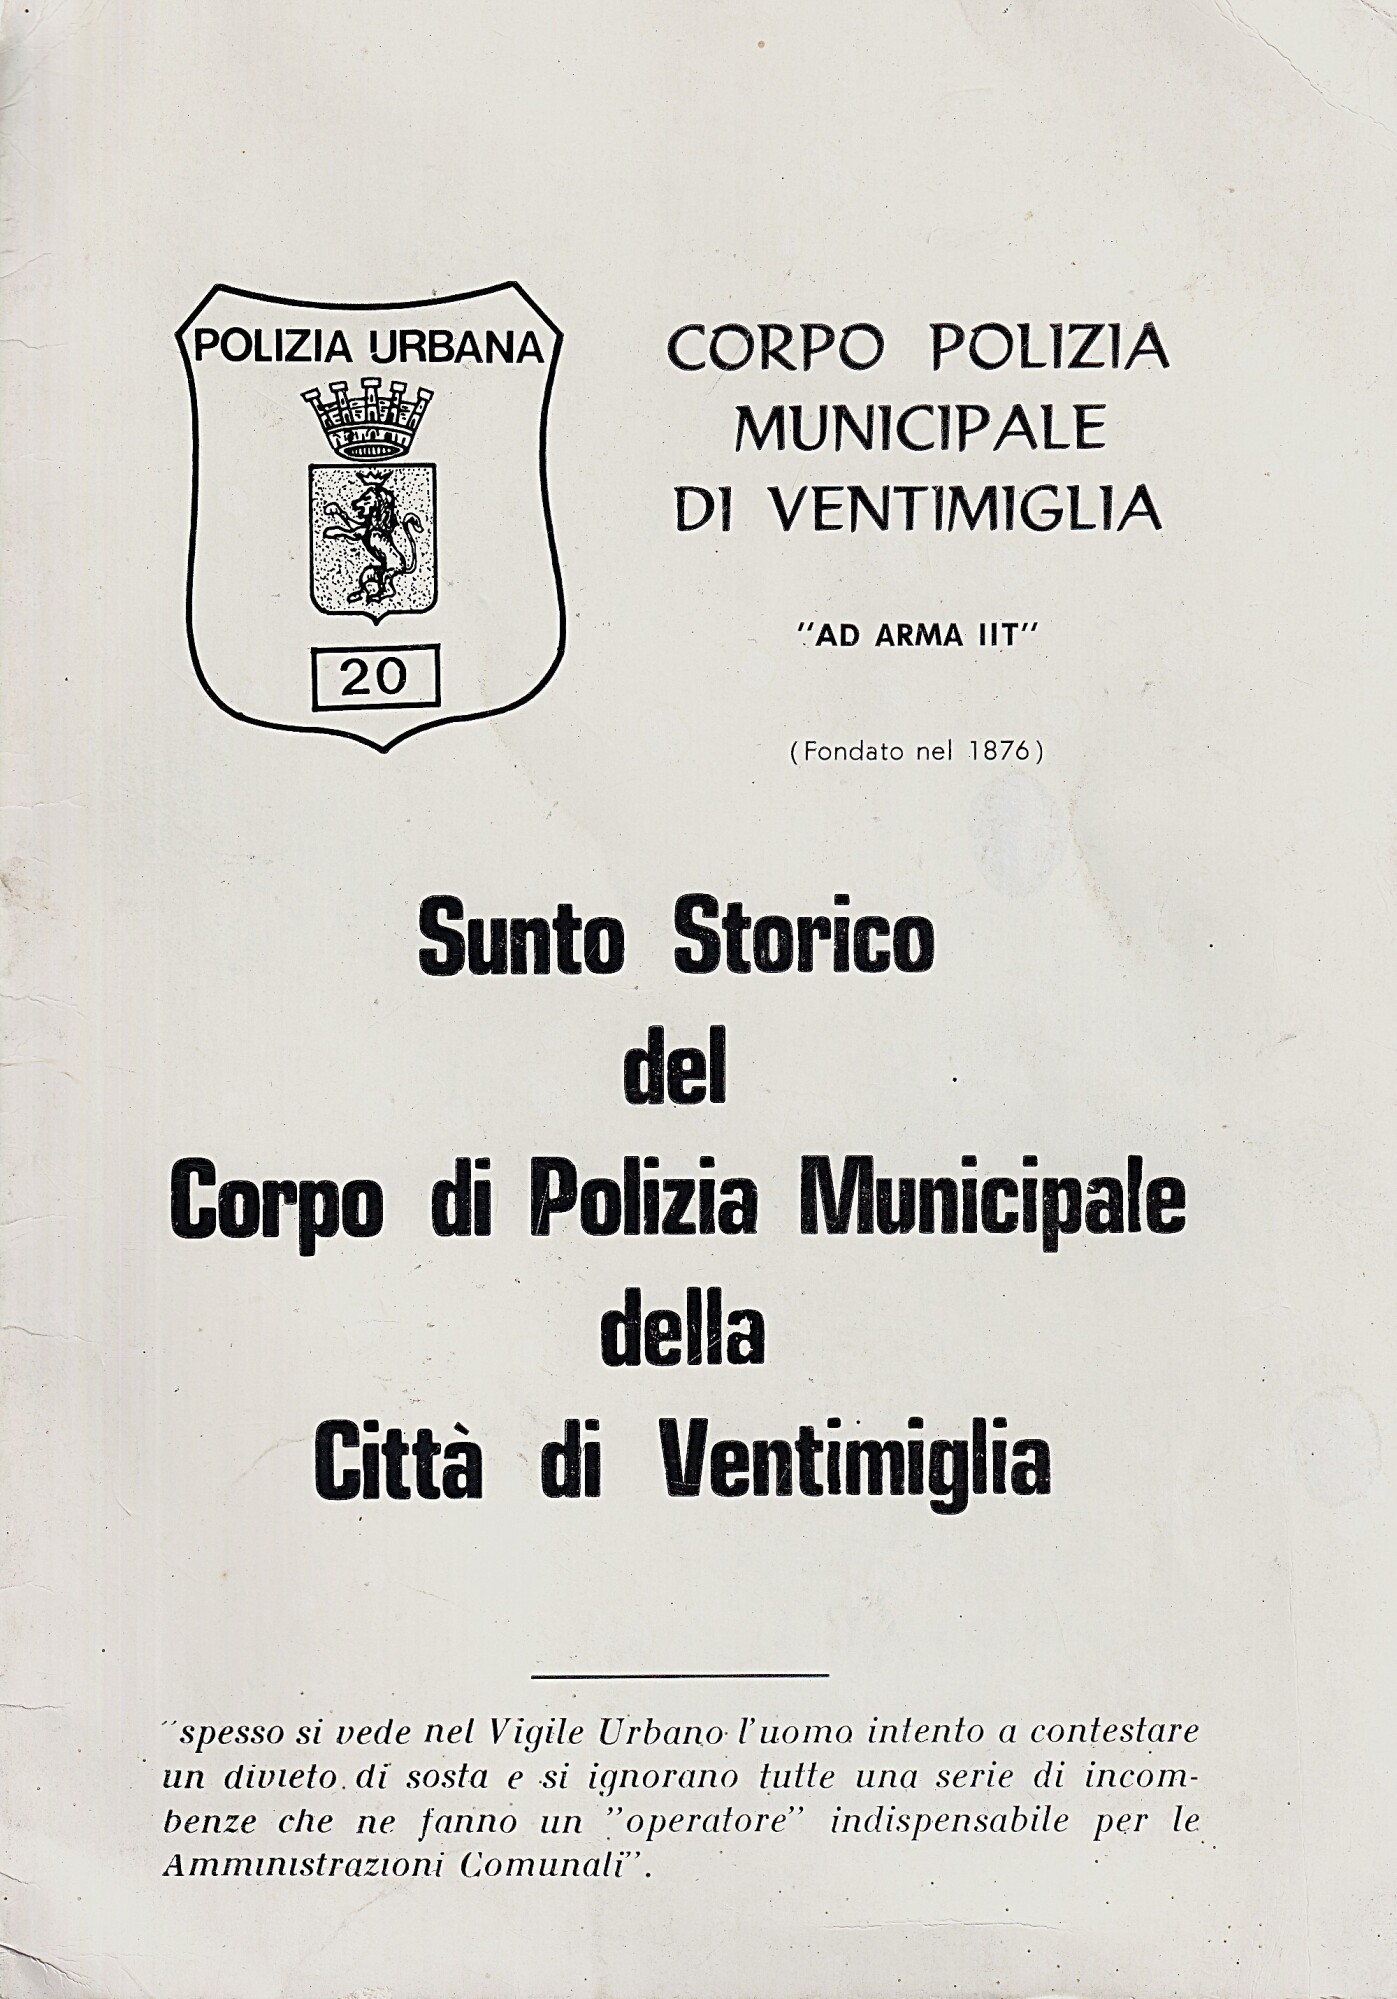 POLIZIA URBANA
20
CORPO POLIZIA
MUNICIPALE
DI VENTIMIGLIA
"AD ARMA IIT"
(Fondato nel 1876)
Sunto Storico
del
Corpo di Polizia Municipale
della
Città di Ventimiglia
"spesso si vede nel Vigile Urbano l'uomo intento a contestare
un divieto di sosta e si ignorano tutte una serie di incom-
benze che ne fanno un "operatore" indispensabile per le
Amministrazioni Comunali".